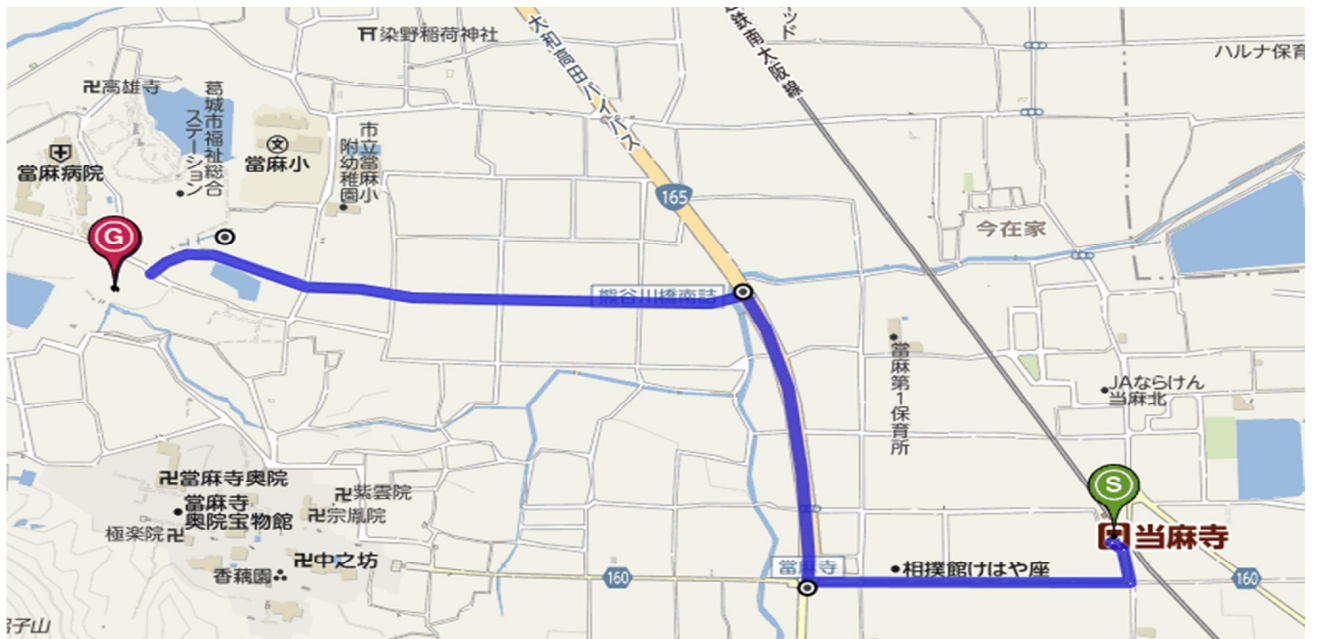 染野稲荷神社
大和高田バイパス
近鉄南大阪線
ハルナ保育
高雄寺
葛城市福祉総合
ステーション
當麻小
市立當麻小
附幼稚園
當麻病院
165
G
今在家
熊谷川橋南詰
當麻第1保育所
JAならけん
当麻北
S
當麻寺奥院
當麻寺
奥院宝物館
紫雲院
宗胤院
極楽院
中之坊
香藕園
160
當麻寺
相撲館けはや座
当麻寺
160